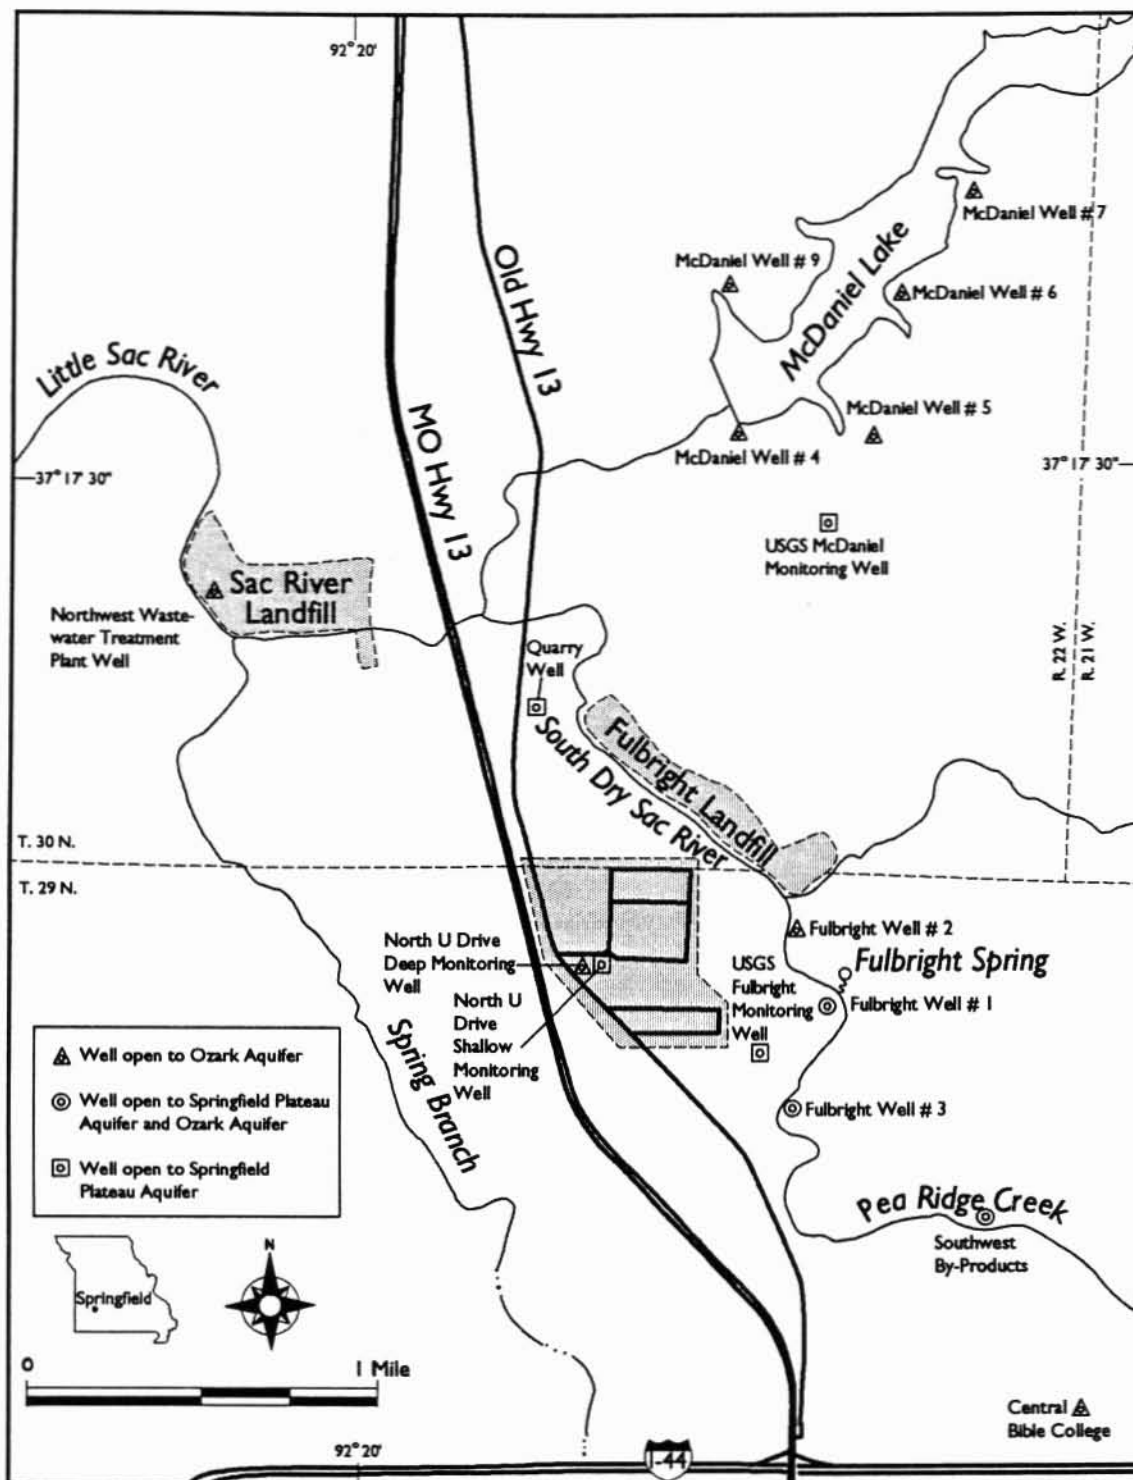 92° 20'
McDaniel Well # 7
McDaniel Well # 9
McDaniel Well # 6
McDaniel Lake
Old Hwy 13
Little Sac River
McDaniel Well # 5
MO Hwy 13
McDaniel Well # 4
37° 17' 30"
37° 17' 30"
USGS McDaniel
Monitoring Well
Sac River
Landfill
Northwest Waste-
water Treatment
Plant Well
Quarry
Well
R. 22 W.
R. 21 W.
Fulbright Landfill
South Dry Sac River
T. 30 N.
T. 29 N.
Fulbright Well # 2
North U Drive
Deep Monitoring
Well
USGS
Fulbright
Monitoring
Well
Fulbright Spring
Fulbright Well # 1
North U
Drive
Shallow
Monitoring
Well
Spring Branch
Well open to Ozark Aquifer
Well open to Springfield Plateau
Aquifer and Ozark Aquifer
Well open to Springfield
Plateau Aquifer
Fulbright Well # 3
Pea Ridge Creek
Southwest
By-Products
N
Springfield
0 1 Mile
Central
Bible College
92° 20'
I-44